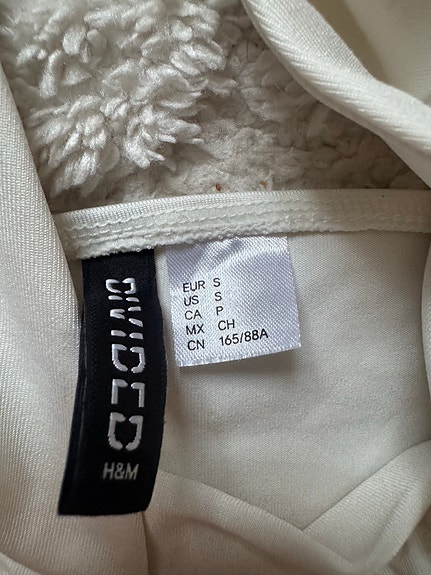 DIVIDED
H&M
EUR S
US S
CA P
MX CH
CN 165/88A